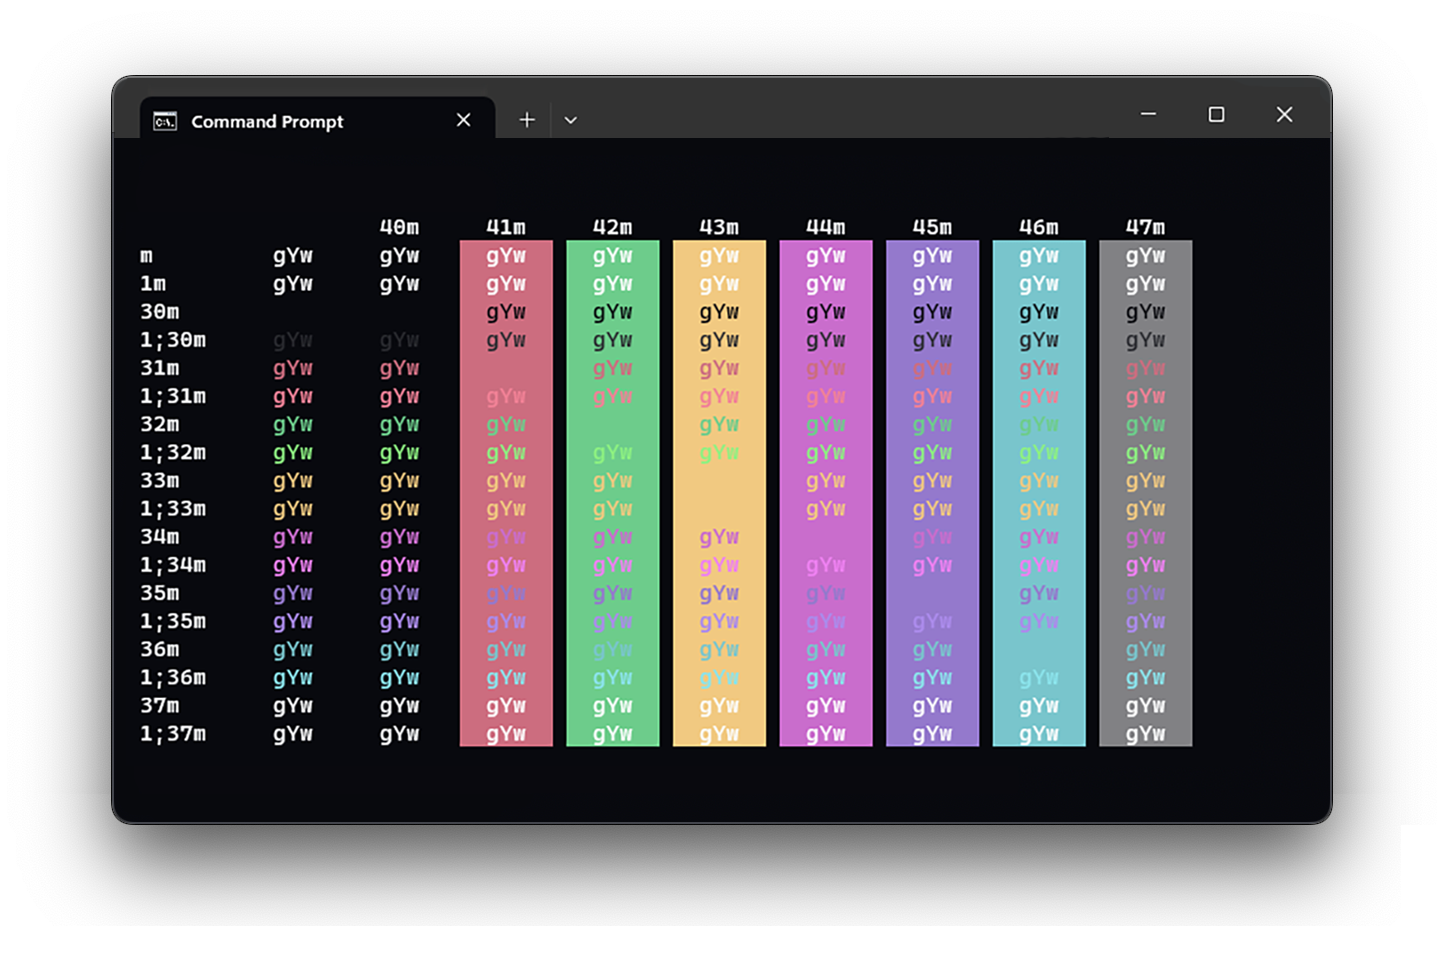 Command Prompt
40m 41m 42m 43m 44m 45m 46m 47m
m gYw gYw gYw gYw gYw gYw gYw gYw gYw
1m gYw gYw gYw gYw gYw gYw gYw gYw gYw
30m gYw gYw gYw gYw gYw gYw gYw
1;30m gYw gYw gYw gYw gYw gYw gYw gYw gYw
31m gYw gYw gYw gYw gYw gYw gYw gYw
1;31m gYw gYw gYw gYw gYw gYw gYw gYw gYw
32m gYw gYw gYw gYw gYw gYw gYw gYw
1;32m gYw gYw gYw gYw gYw gYw gYw gYw gYw
33m gYw gYw gYw gYw gYw gYw gYw gYw
1;33m gYw gYw gYw gYw gYw gYw gYw gYw
34m gYw gYw gYw gYw gYw gYw gYw gYw
1;34m gYw gYw gYw gYw gYw gYw gYw gYw gYw
35m gYw gYw gYw gYw gYw gYw gYw gYw
1;35m gYw gYw gYw gYw gYw gYw gYw gYw gYw
36m gYw gYw gYw gYw gYw gYw gYw gYw
1;36m gYw gYw gYw gYw gYw gYw gYw gYw gYw
37m gYw gYw gYw gYw gYw gYw gYw gYw gYw
1;37m gYw gYw gYw gYw gYw gYw gYw gYw gYw